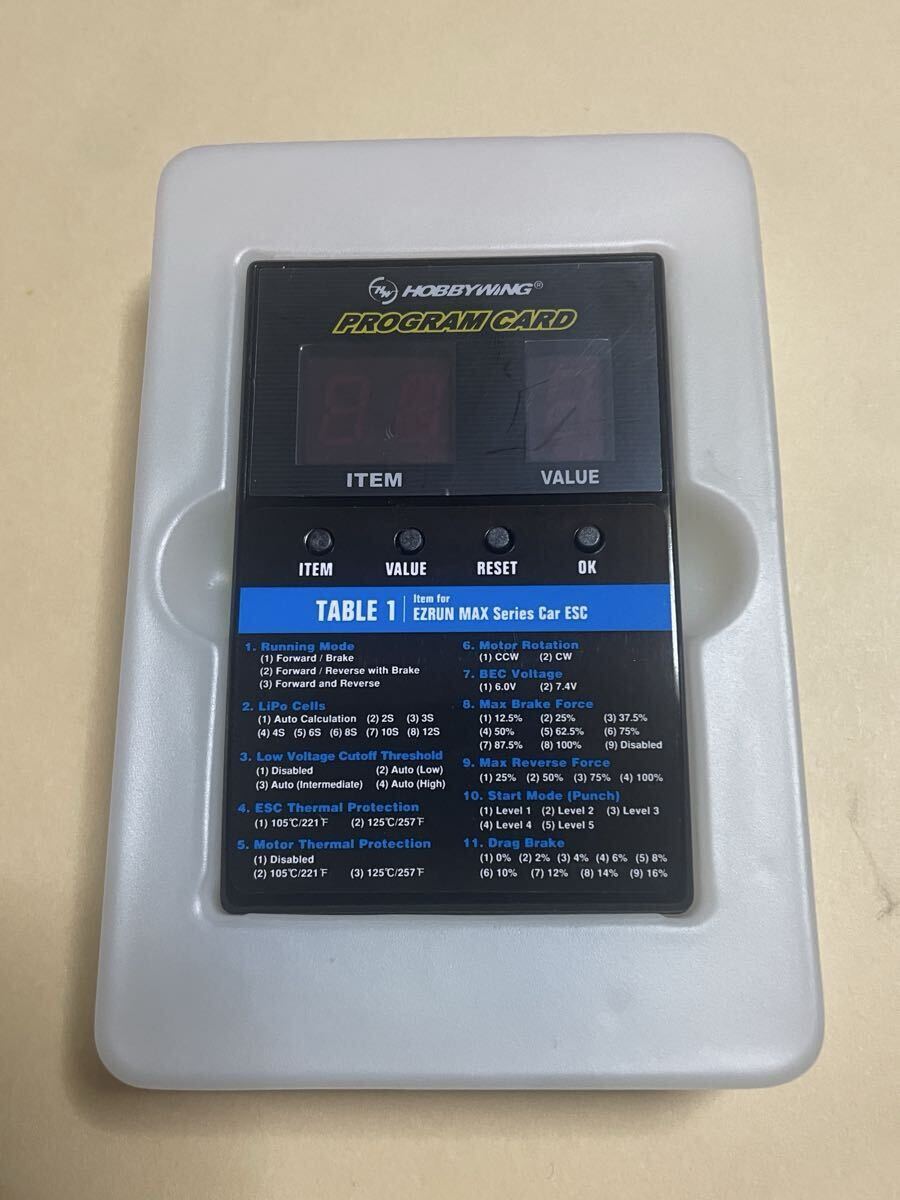 HW HOBBYWING®
PROGRAM CARD
ITEM
VALUE
ITEM VALUE RESET OK
TABLE 1 Item for
EZRUN MAX Series Car ESC
1. Running Mode
(1) Forward / Brake
(2) Forward / Reverse with Brake
(3) Forward and Reverse
2. LiPo Cells
(1) Auto Calculation (2) 2S (3) 3S
(4) 4S (5) 6S (6) 8S (7) 10S (8) 12S
3. Low Voltage Cutoff Threshold
(1) Disabled (2) Auto (Low)
(3) Auto (Intermediate) (4) Auto (High)
4. ESC Thermal Protection
(1) 105℃/221℉ (2) 125℃/257℉
5. Motor Thermal Protection
(1) Disabled
(2) 105℃/221℉ (3) 125℃/257℉
6. Motor Rotation
(1) CCW (2) CW
7. BEC Voltage
(1) 6.0V (2) 7.4V
8. Max Brake Force
(1) 12.5% (2) 25% (3) 37.5%
(4) 50% (5) 62.5% (6) 75%
(7) 87.5% (8) 100% (9) Disabled
9. Max Reverse Force
(1) 25% (2) 50% (3) 75% (4) 100%
10. Start Mode (Punch)
(1) Level 1 (2) Level 2 (3) Level 3
(4) Level 4 (5) Level 5
11. Drag Brake
(1) 0% (2) 2% (3) 4% (4) 6% (5) 8%
(6) 10% (7) 12% (8) 14% (9) 16%